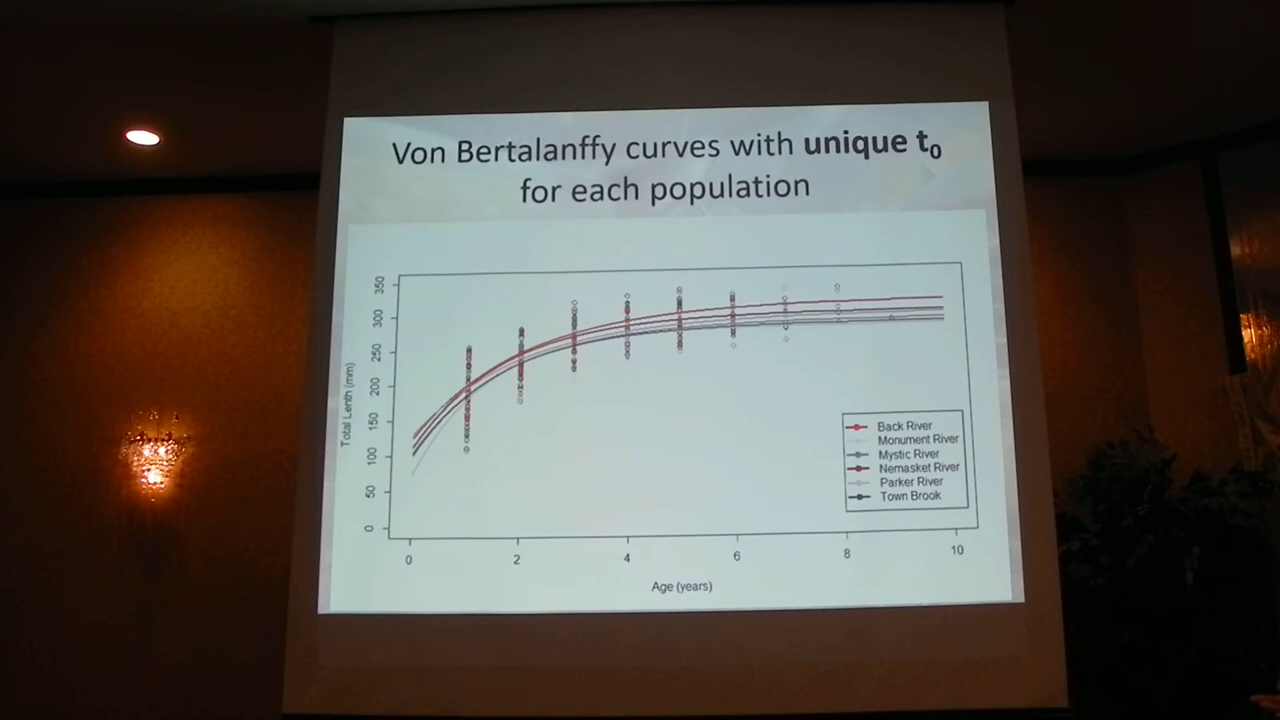 Von Bertalanffy curves with unique t0
for each population
350
300
250
200
150
100
50
0
Total Lenth (mm)
0 2 4 6 8 10
Age (years)
Back River
Monument River
Mystic River
Nemasket River
Parker River
Town Brook